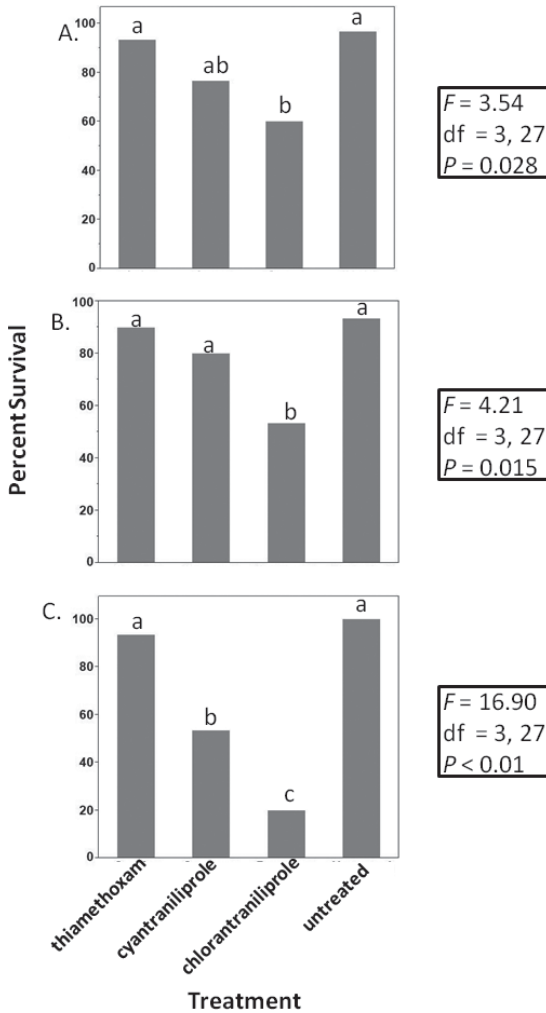 A.
100
80
60
40
20
0
a
ab
b
a
F = 3.54
df = 3, 27
P = 0.028
Percent Survival
B.
100
80
60
40
20
0
a
a
b
a
F = 4.21
df = 3, 27
P = 0.015
C.
100
80
60
40
20
0
a
b
c
a
F = 16.90
df = 3, 27
P < 0.01
thiamethoxam
cyantraniliprole
chlorantraniliprole
untreated
Treatment